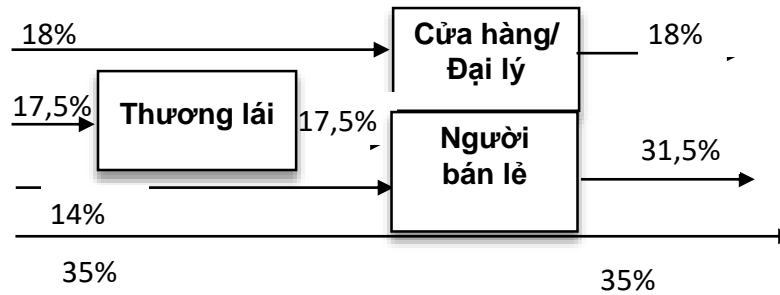 18%
Cửa hàng/
Đại lý
18%
17,5%
Thương lái
17,5%
Người
bán lẻ
31,5%
14%
35%
35%